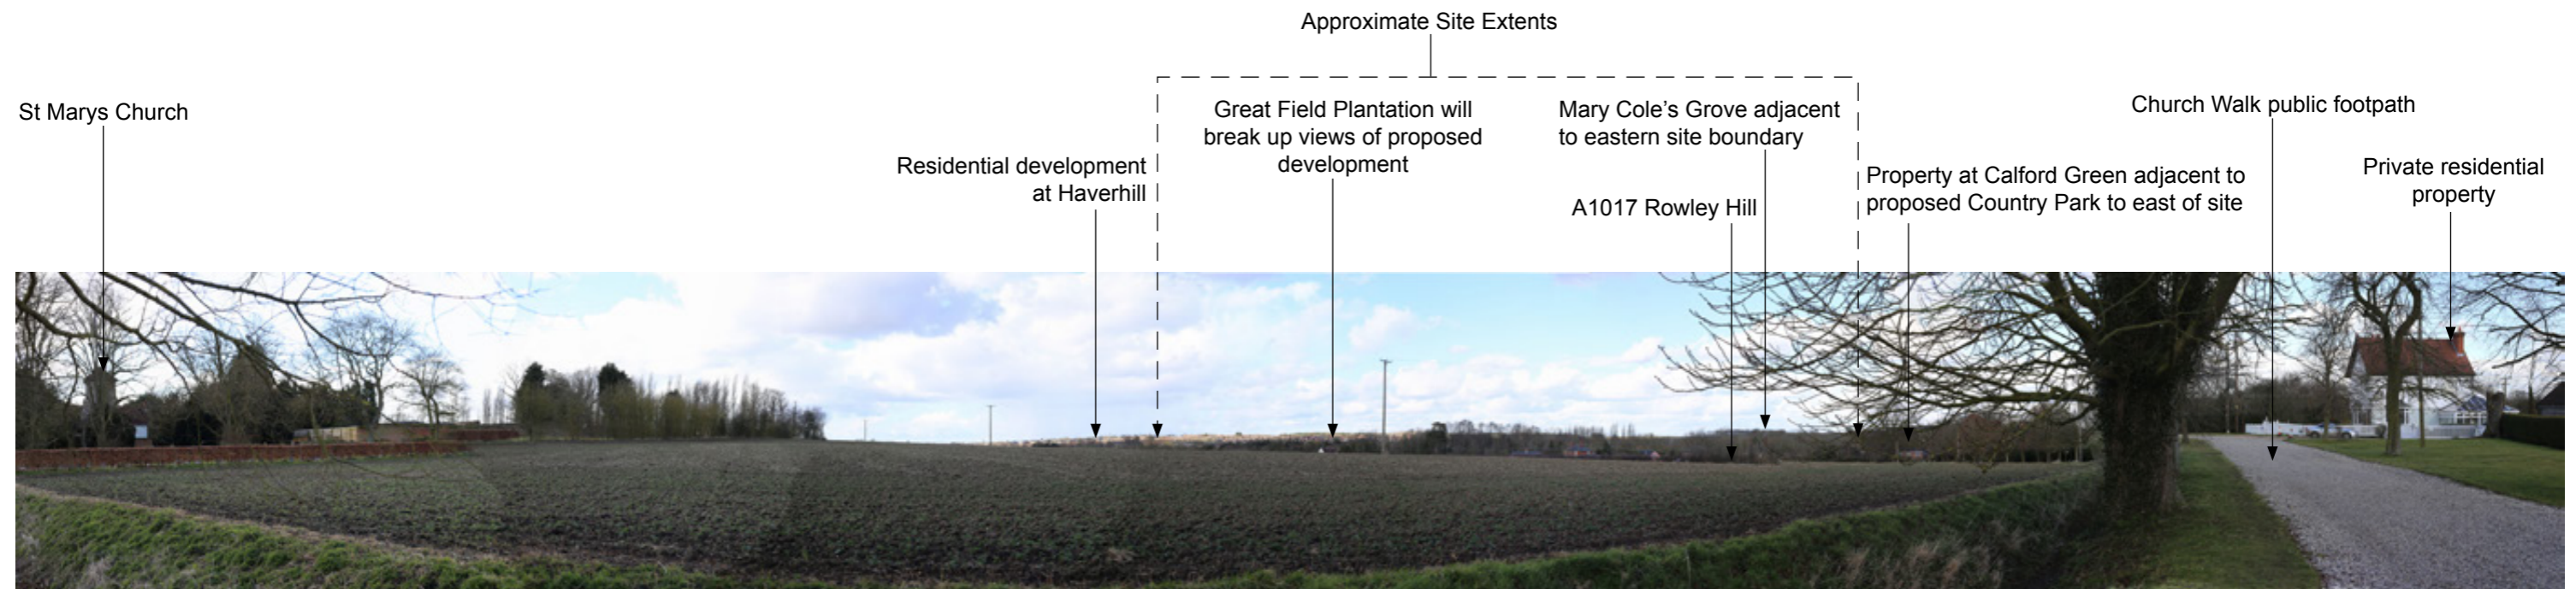 Approximate Site Extents
St Marys Church
Residential development
at Haverhill
Great Field Plantation will
break up views of proposed
development
Mary Cole's Grove adjacent
to eastern site boundary
A1017 Rowley Hill
Property at Calford Green adjacent to
proposed Country Park to east of site
Church Walk public footpath
Private residential
property